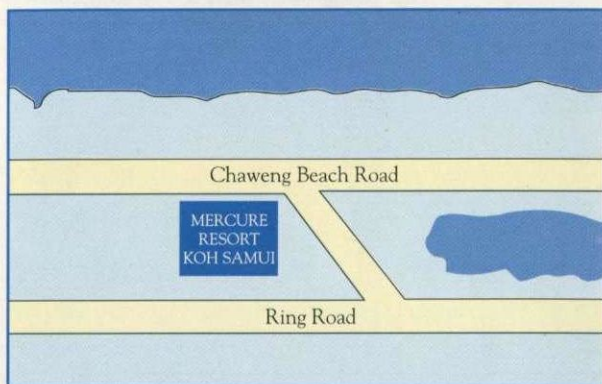 Chaweng Beach Road
MERCURE
RESORT
KOH SAMUI
Ring Road